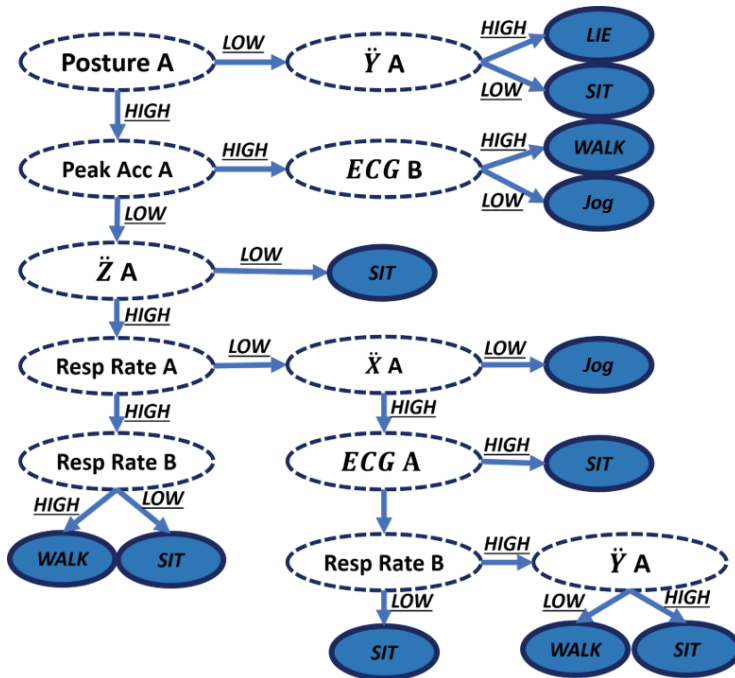 Posture A
LOW
Ÿ A
HIGH
LIE
LOW
SIT
HIGH
Peak Acc A
HIGH
ECG B
HIGH
WALK
LOW
Jog
LOW
Z̈ A
LOW
SIT
HIGH
Resp Rate A
LOW
Ẍ A
LOW
Jog
HIGH
HIGH
Resp Rate B
ECG A
HIGH
SIT
HIGH
LOW
WALK
SIT
Resp Rate B
HIGH
Ÿ A
LOW
LOW
HIGH
SIT
WALK
SIT